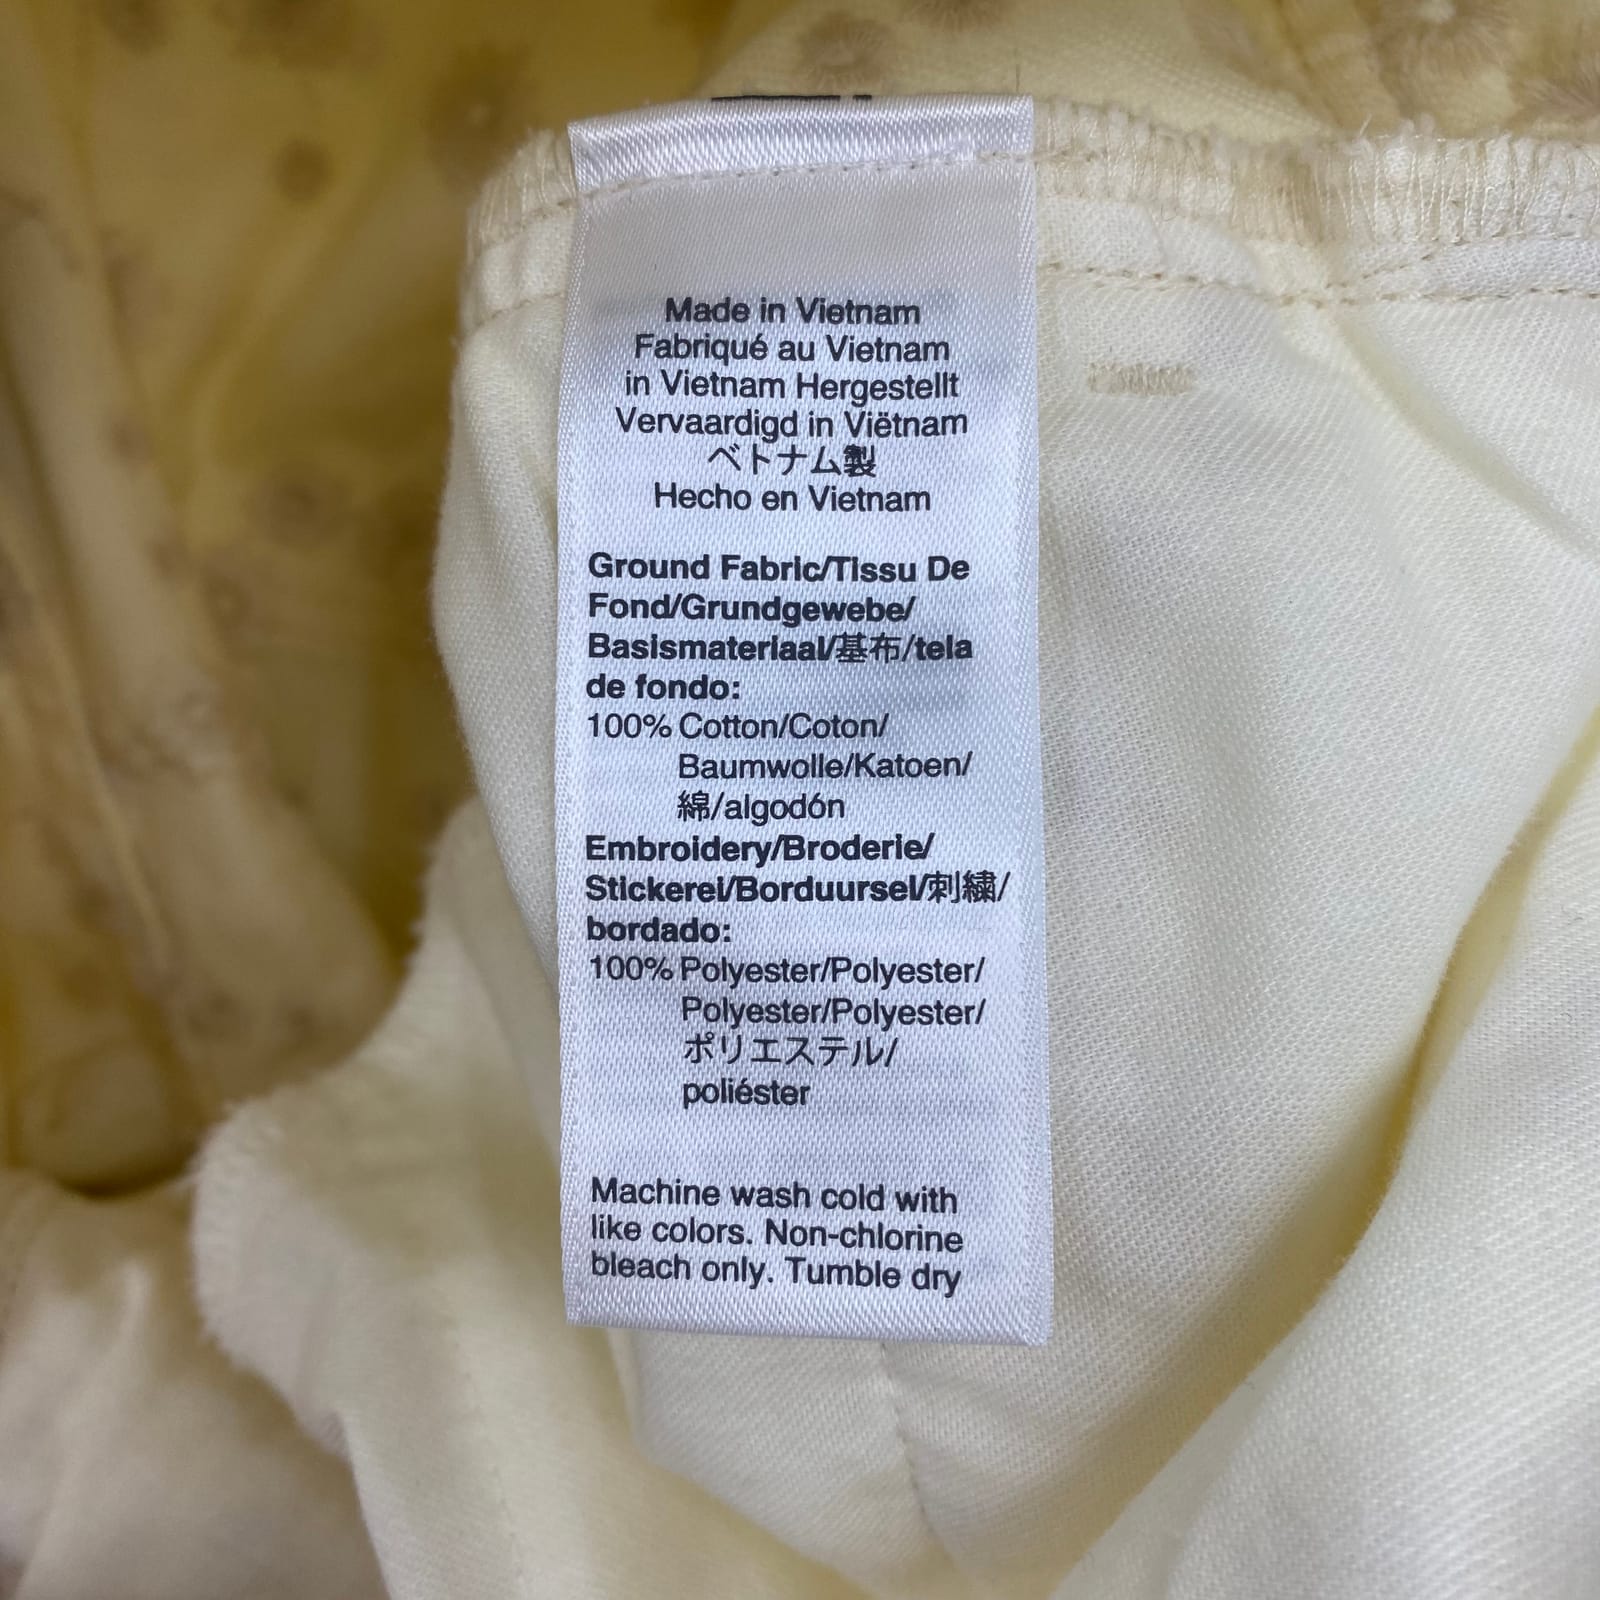 Made in Vietnam
Fabriqué au Vietnam
in Vietnam Hergestellt
Vervaardigd in Viëtnam
ベトナム製
Hecho en Vietnam
Ground Fabric/Tissu De
Fond/Grundgewebe/
Basismateriaal/基布/tela
de fondo:
100% Cotton/Coton/
Baumwolle/Katoen/
綿/algodón
Embroidery/Broderie/
Stickerei/Borduursel/刺繍/
bordado:
100% Polyester/Polyester/
Polyester/Polyester/
ポリエステル/
poliéster
Machine wash cold with
like colors. Non-chlorine
bleach only. Tumble dry